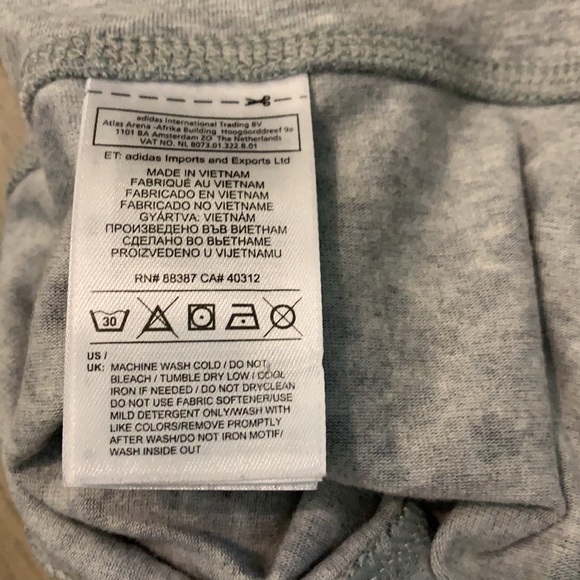 adidas International Trading BV
Atlas Arena -Afrika Building Hoogoorddreef 9a
1101 BA Amsterdam ZO The Netherlands
VAT NO. NL 8073.01.322.B.01
ET: adidas Imports and Exports Ltd
MADE IN VIETNAM
FABRIQUÉ AU VIETNAM
FABRICADO EN VIETNAM
FABRICADO NO VIETNAME
GYÁRTVA: VIETNÁM
ПРОИЗВЕДЕНО ВЪВ ВИЕТНАМ
СДЕЛАНО ВО ВЬЕТНАМЕ
PROIZVEDENO U VIJETNAMU
RN# 88387 CA# 40312
30
US /
UK: MACHINE WASH COLD / DO NOT
BLEACH / TUMBLE DRY LOW / COOL
IRON IF NEEDED / DO NOT DRYCLEAN
DO NOT USE FABRIC SOFTENER/USE
MILD DETERGENT ONLY/WASH WITH
LIKE COLORS/REMOVE PROMPTLY
AFTER WASH/DO NOT IRON MOTIF/
WASH INSIDE OUT